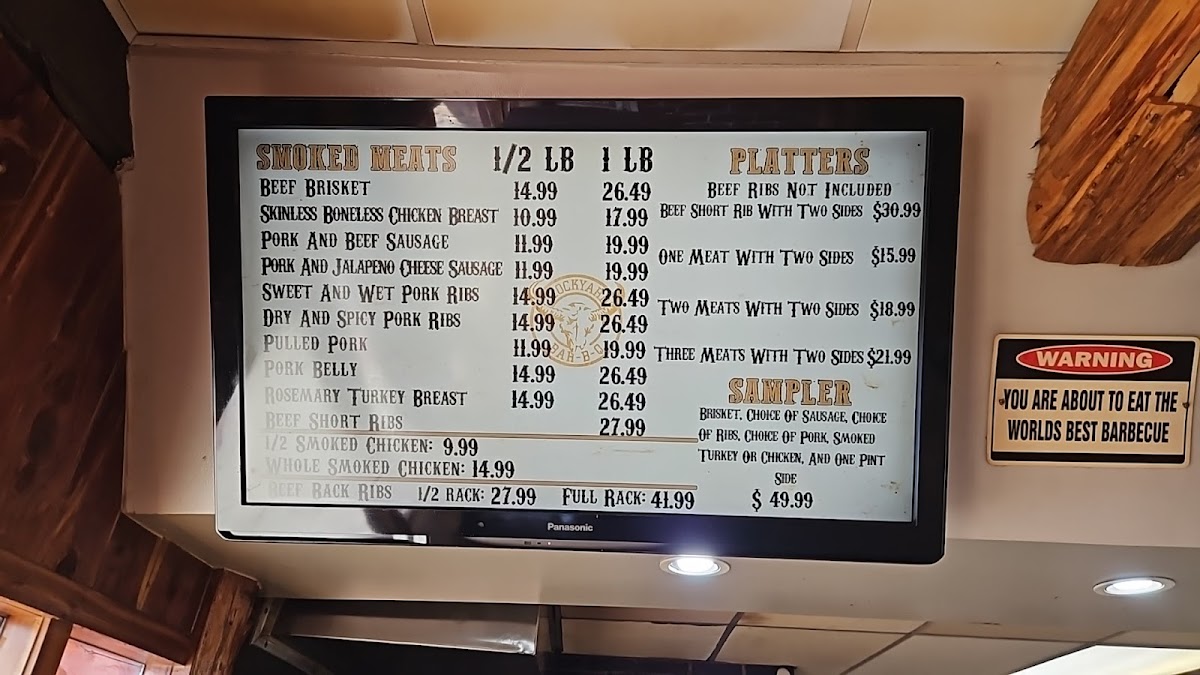 SMOKED MEATS 1/2 LB 1 LB
BEEF BRISKET 14.99 26.49
SKINLESS BONELESS CHICKEN BREAST 10.99 17.99
PORK AND BEEF SAUSAGE 11.99 19.99
PORK AND JALAPENO CHEESE SAUSAGE 11.99 19.99
SWEET AND WET PORK RIBS 14.99 26.49
DRY AND SPICY PORK RIBS 14.99 26.49
PULLED PORK 11.99 19.99
PORK BELLY 14.99 26.49
ROSEMARY TURKEY BREAST 14.99 26.49
BEEF SHORT RIBS 27.99
1/2 SMOKED CHICKEN: 9.99
WHOLE SMOKED CHICKEN: 14.99
BEEF BACK RIBS 1/2 RACK: 27.99 FULL RACK: 41.99
PLATTERS
BEEF RIBS NOT INCLUDED
BEEF SHORT RIB WITH TWO SIDES $30.99
ONE MEAT WITH TWO SIDES $15.99
TWO MEATS WITH TWO SIDES $18.99
THREE MEATS WITH TWO SIDES $21.99
SAMPLER
BRISKET, CHOICE OF SAUSAGE, CHOICE
OF RIBS, CHOICE OF PORK, SMOKED
TURKEY OR CHICKEN, AND ONE PINT
SIDE
$ 49.99
BAR-B-Q
Panasonic
WARNING
YOU ARE ABOUT TO EAT THE
WORLDS BEST BARBECUE